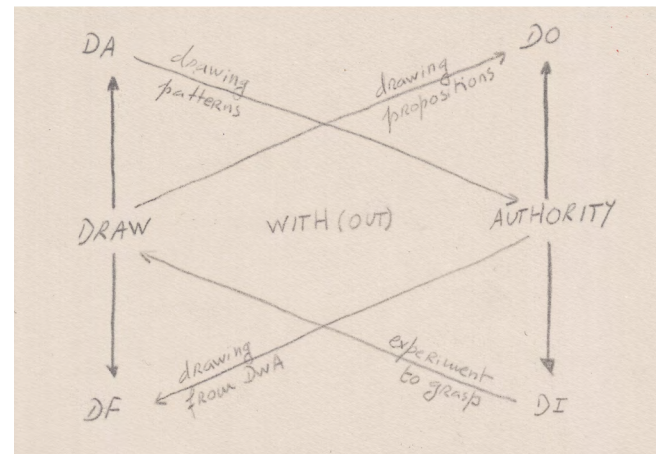 DA
DO
drawing
patterns
drawing
propositions
DRAW
WITH (OUT)
AUTHORITY
drawing
from DWA
experiment
to grasp
DF
DI